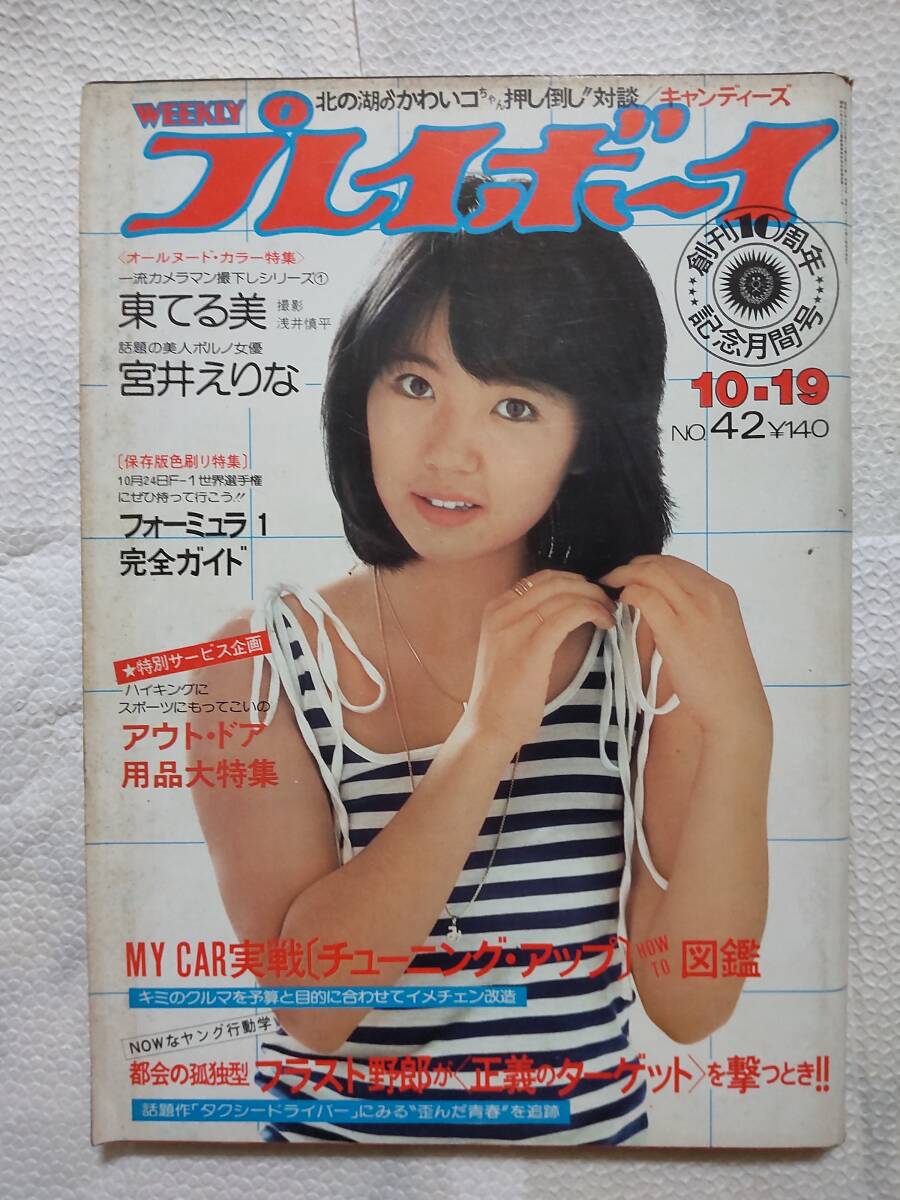 北の湖の"かわいコちゃん押し倒し"対談/キャンディーズ
WEEKLY
プレイボーイ
創刊10周年
記念月間号
10・19
NO.42 ¥140
〈オールヌード・カラー特集〉
一流カメラマン撮下しシリーズ①
東てる美 撮影 浅井慎平
話題の美人ポルノ女優
宮井えりな
〔保存版色刷り特集〕
10月24日F-1世界選手権
にぜひ持って行こう!!
フォーミュラ1
完全ガイド
★特別サービス企画
ハイキングに
スポーツにもってこいの
アウト・ドア
用品大特集
み
MY CAR実戦〔チューニング・アップ〕HOW TO 図鑑
キミのクルマを予算と目的に合わせてイメチェン改造
NOWなヤング行動学
都会の孤独型 フラスト野郎が〈正義のターゲット〉を撃つとき!!
話題作「タクシードライバー」にみる"歪んだ青春"を追跡